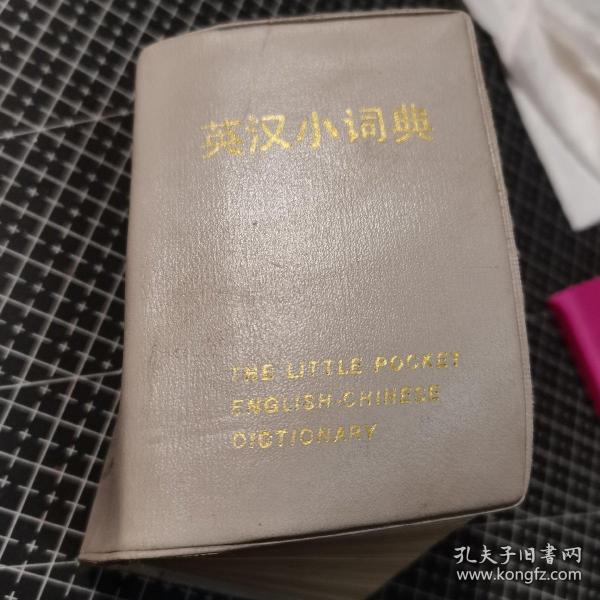 英汉小词典
THE LITTLE POCKET
ENGLISH-CHINESE
DICTIONARY
孔夫子旧书网
www.kongfz.com